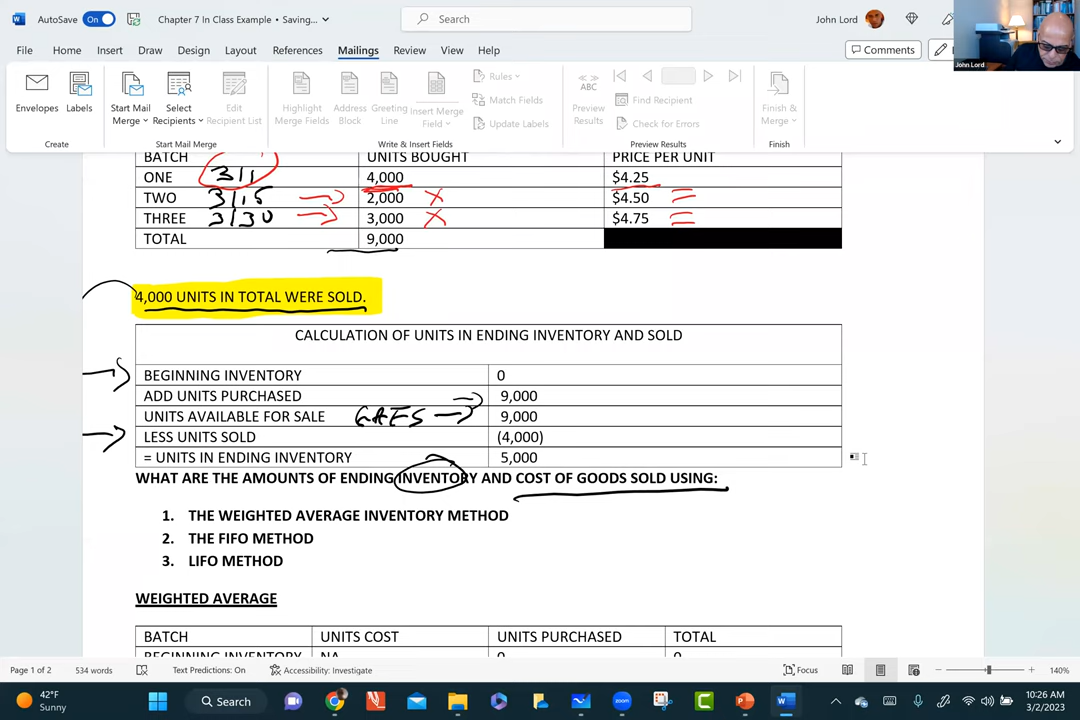 AutoSave On Chapter 7 In Class Example • Saving... Search John Lord
File Home Insert Draw Design Layout References Mailings Review View Help Comments
John Lord
Envelopes Labels Start Mail Merge Select Recipients Edit Recipient List Highlight Merge Fields Address Block Greeting Line Insert Merge Field Rules Match Fields Update Labels Preview Results Find Recipient Check for Errors Finish & Merge
<< >> ABC
Create Start Mail Merge Write & Insert Fields Preview Results Finish
BATCH UNITS BOUGHT PRICE PER UNIT
ONE 3/1 4,000 $4.25
TWO 3/15 2,000 X $4.50
THREE 3/30 3,000 X $4.75
TOTAL 9,000
4,000 UNITS IN TOTAL WERE SOLD.
CALCULATION OF UNITS IN ENDING INVENTORY AND SOLD
BEGINNING INVENTORY 0
ADD UNITS PURCHASED 9,000
UNITS AVAILABLE FOR SALE GAFS 9,000
LESS UNITS SOLD (4,000)
= UNITS IN ENDING INVENTORY 5,000
WHAT ARE THE AMOUNTS OF ENDING INVENTORY AND COST OF GOODS SOLD USING:
1. THE WEIGHTED AVERAGE INVENTORY METHOD
2. THE FIFO METHOD
3. LIFO METHOD
WEIGHTED AVERAGE
BATCH UNITS COST UNITS PURCHASED TOTAL
BEGINNING INVENTORY NA 0 0
Page 1 of 2 534 words Text Predictions: On Accessibility: Investigate Focus 140%
42°F
Sunny
Search
zoom
10:26 AM
3/2/2023